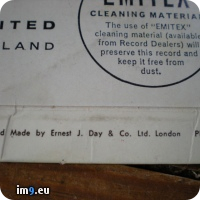 EMITEX
CLEANING MATERIAL
The use of "EMITEX"
cleaning material (available
from Record Dealers) will
preserve this record and
keep it free from
dust.
ITED
LAND
d Made by Ernest J. Day & Co. Ltd. London P
im9.eu